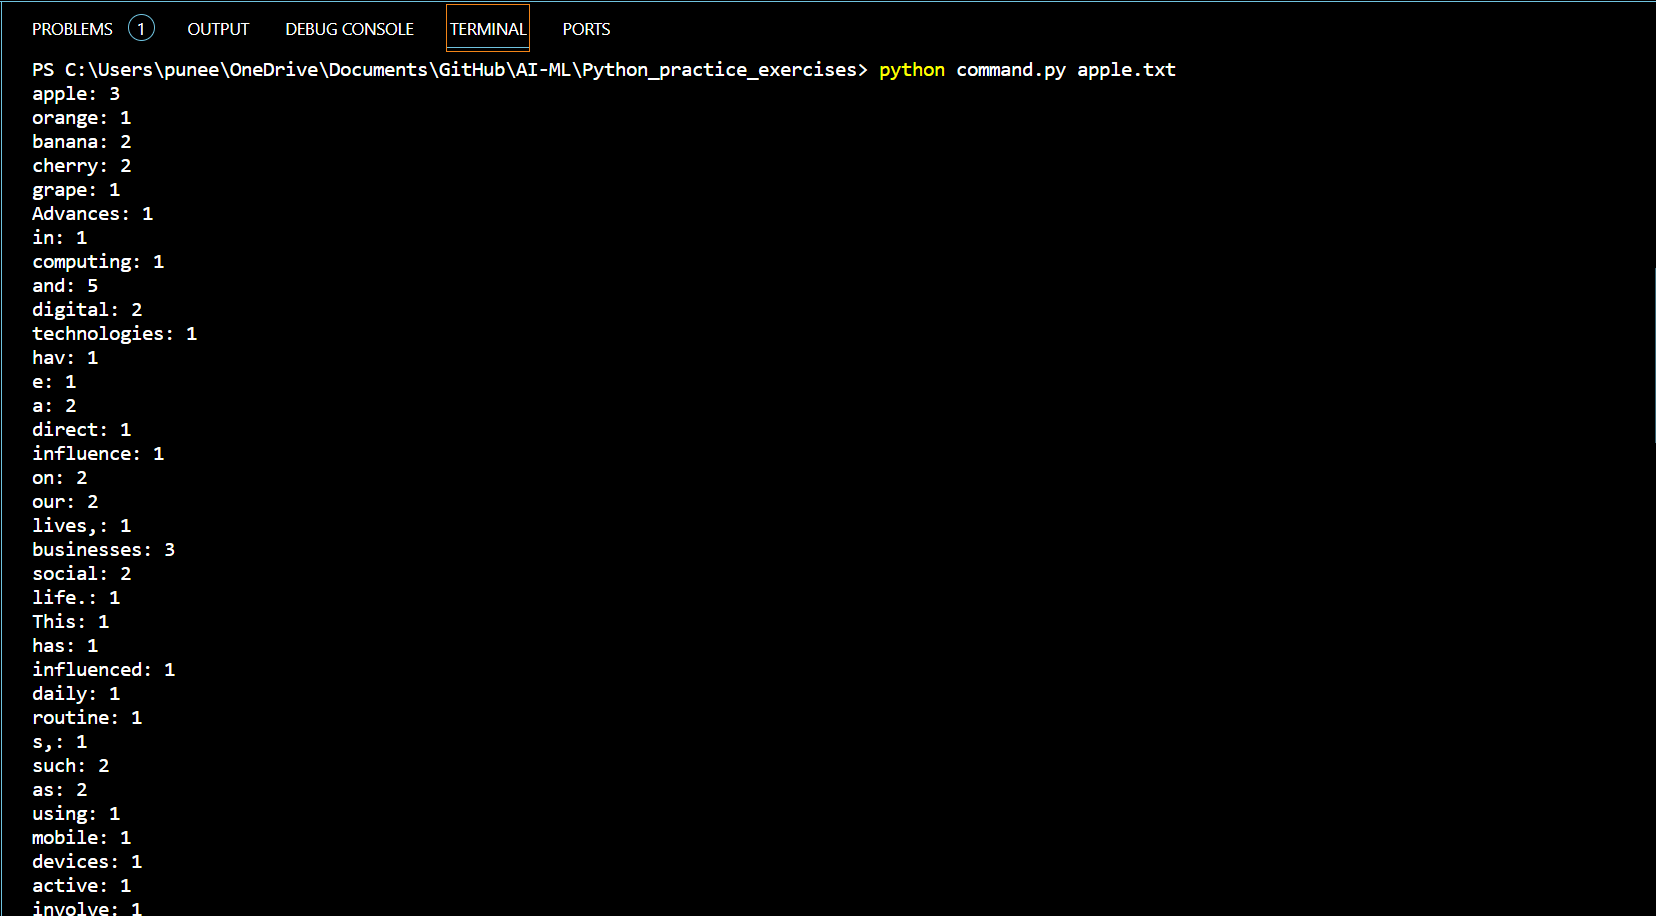 PROBLEMS 1 OUTPUT DEBUG CONSOLE TERMINAL PORTS
PS C:\Users\punee\OneDrive\Documents\GitHub\AI-ML\Python_practice_exercises> python command.py apple.txt
apple: 3
orange: 1
banana: 2
cherry: 2
grape: 1
Advances: 1
in: 1
computing: 1
and: 5
digital: 2
technologies: 1
hav: 1
e: 1
a: 2
direct: 1
influence: 1
on: 2
our: 2
lives,: 1
businesses: 3
social: 2
life.: 1
This: 1
has: 1
influenced: 1
daily: 1
routine: 1
s,: 1
such: 2
as: 2
using: 1
mobile: 1
devices: 1
active: 1
involve: 1